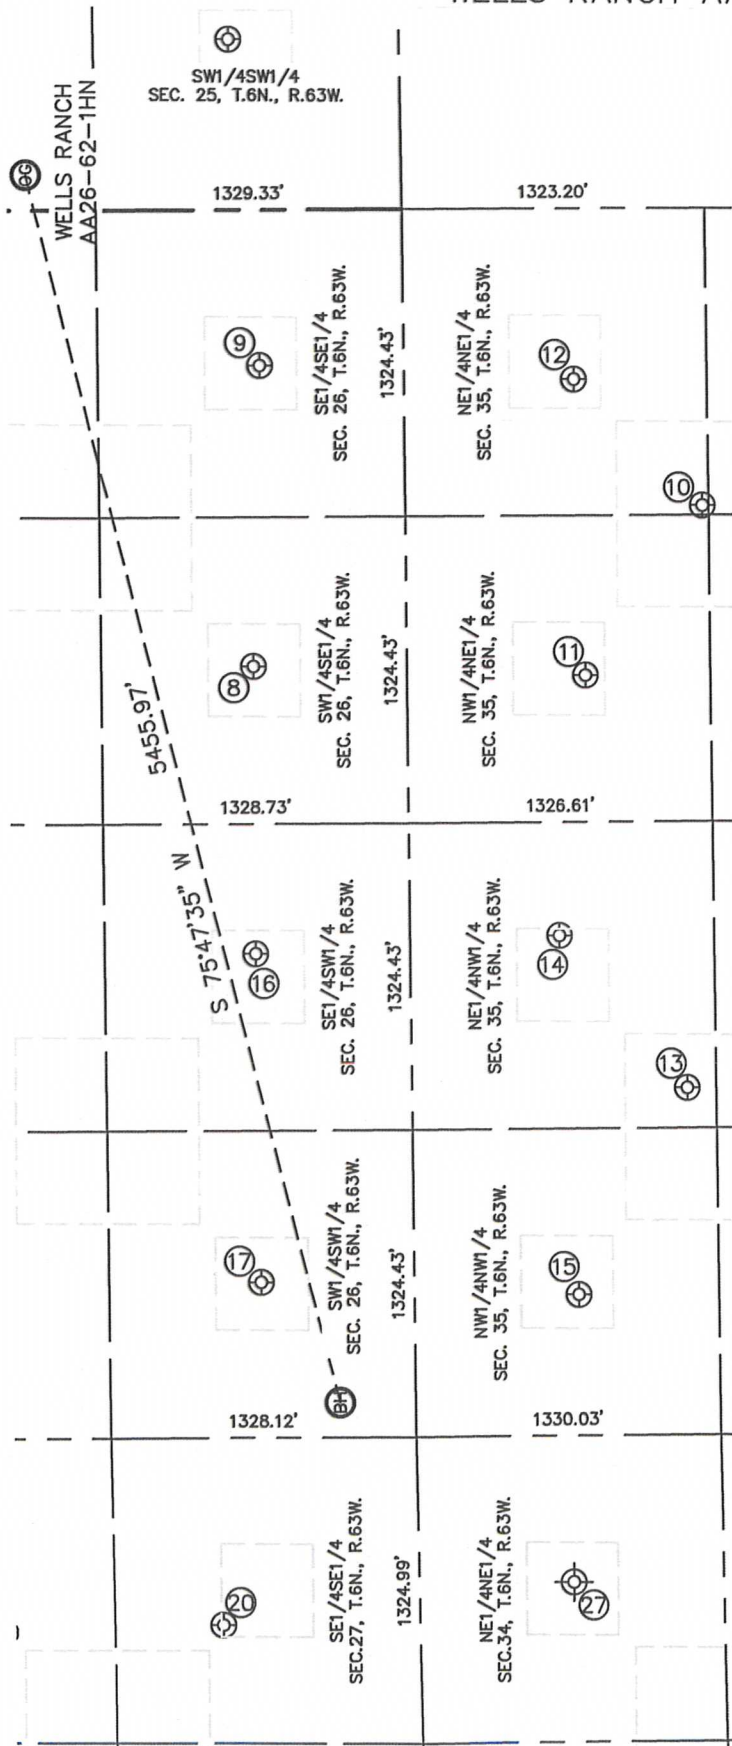 SW1/4SW1/4
SEC. 25, T.6N., R.63W.
WELLS RANCH
AA26-62-1HN
1329.33'
1323.20'
9
SE1/4SE1/4
SEC. 26, T.6N., R.63W.
1324.43'
12
NE1/4NE1/4
SEC. 35, T.6N., R.63W.
10
8
SW1/4SE1/4
SEC. 26, T.6N., R.63W.
1324.43'
11
NW1/4NE1/4
SEC. 35, T.6N., R.63W.
5455.97'
S 75°47'35" W
1328.73'
1326.61'
16
SE1/4SW1/4
SEC. 26, T.6N., R.63W.
1324.43'
14
NE1/4NW1/4
SEC. 35, T.6N., R.63W.
13
17
SW1/4SW1/4
SEC. 26, T.6N., R.63W.
1324.43'
15
NW1/4NW1/4
SEC. 35, T.6N., R.63W.
BH
1328.12'
1330.03'
20
SE1/4SE1/4
SEC.27, T.6N., R.63W.
1324.99'
27
NE1/4NE1/4
SEC.34, T.6N., R.63W.